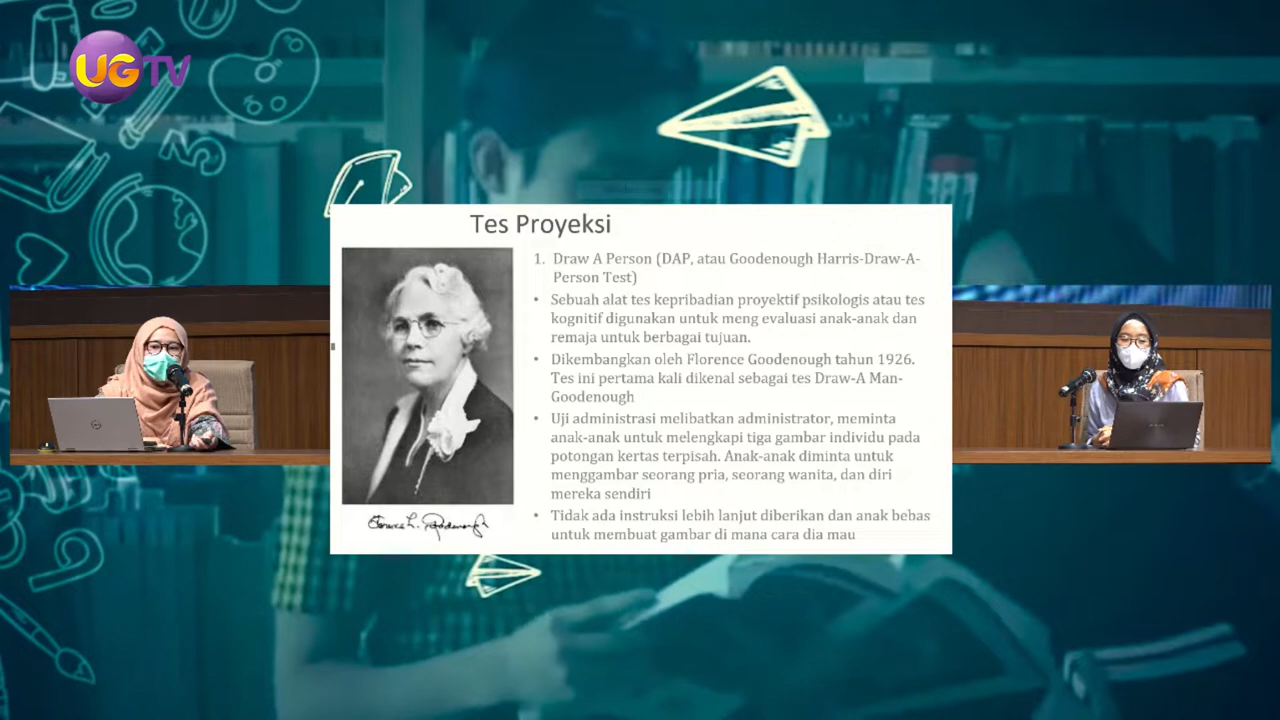 UGTV
Tes Proyeksi
1. Draw A Person (DAP, atau Goodenough Harris-Draw-A-
Person Test)
• Sebuah alat tes kepribadian proyektif psikologis atau tes
kognitif digunakan untuk meng evaluasi anak-anak dan
remaja untuk berbagai tujuan.
• Dikembangkan oleh Florence Goodenough tahun 1926.
Tes ini pertama kali dikenal sebagai tes Draw-A Man-
Goodenough
• Uji administrasi melibatkan administrator, meminta
anak-anak untuk melengkapi tiga gambar individu pada
potongan kertas terpisah. Anak-anak diminta untuk
menggambar seorang pria, seorang wanita, dan diri
mereka sendiri
• Tidak ada instruksi lebih lanjut diberikan dan anak bebas
untuk membuat gambar di mana cara dia mau